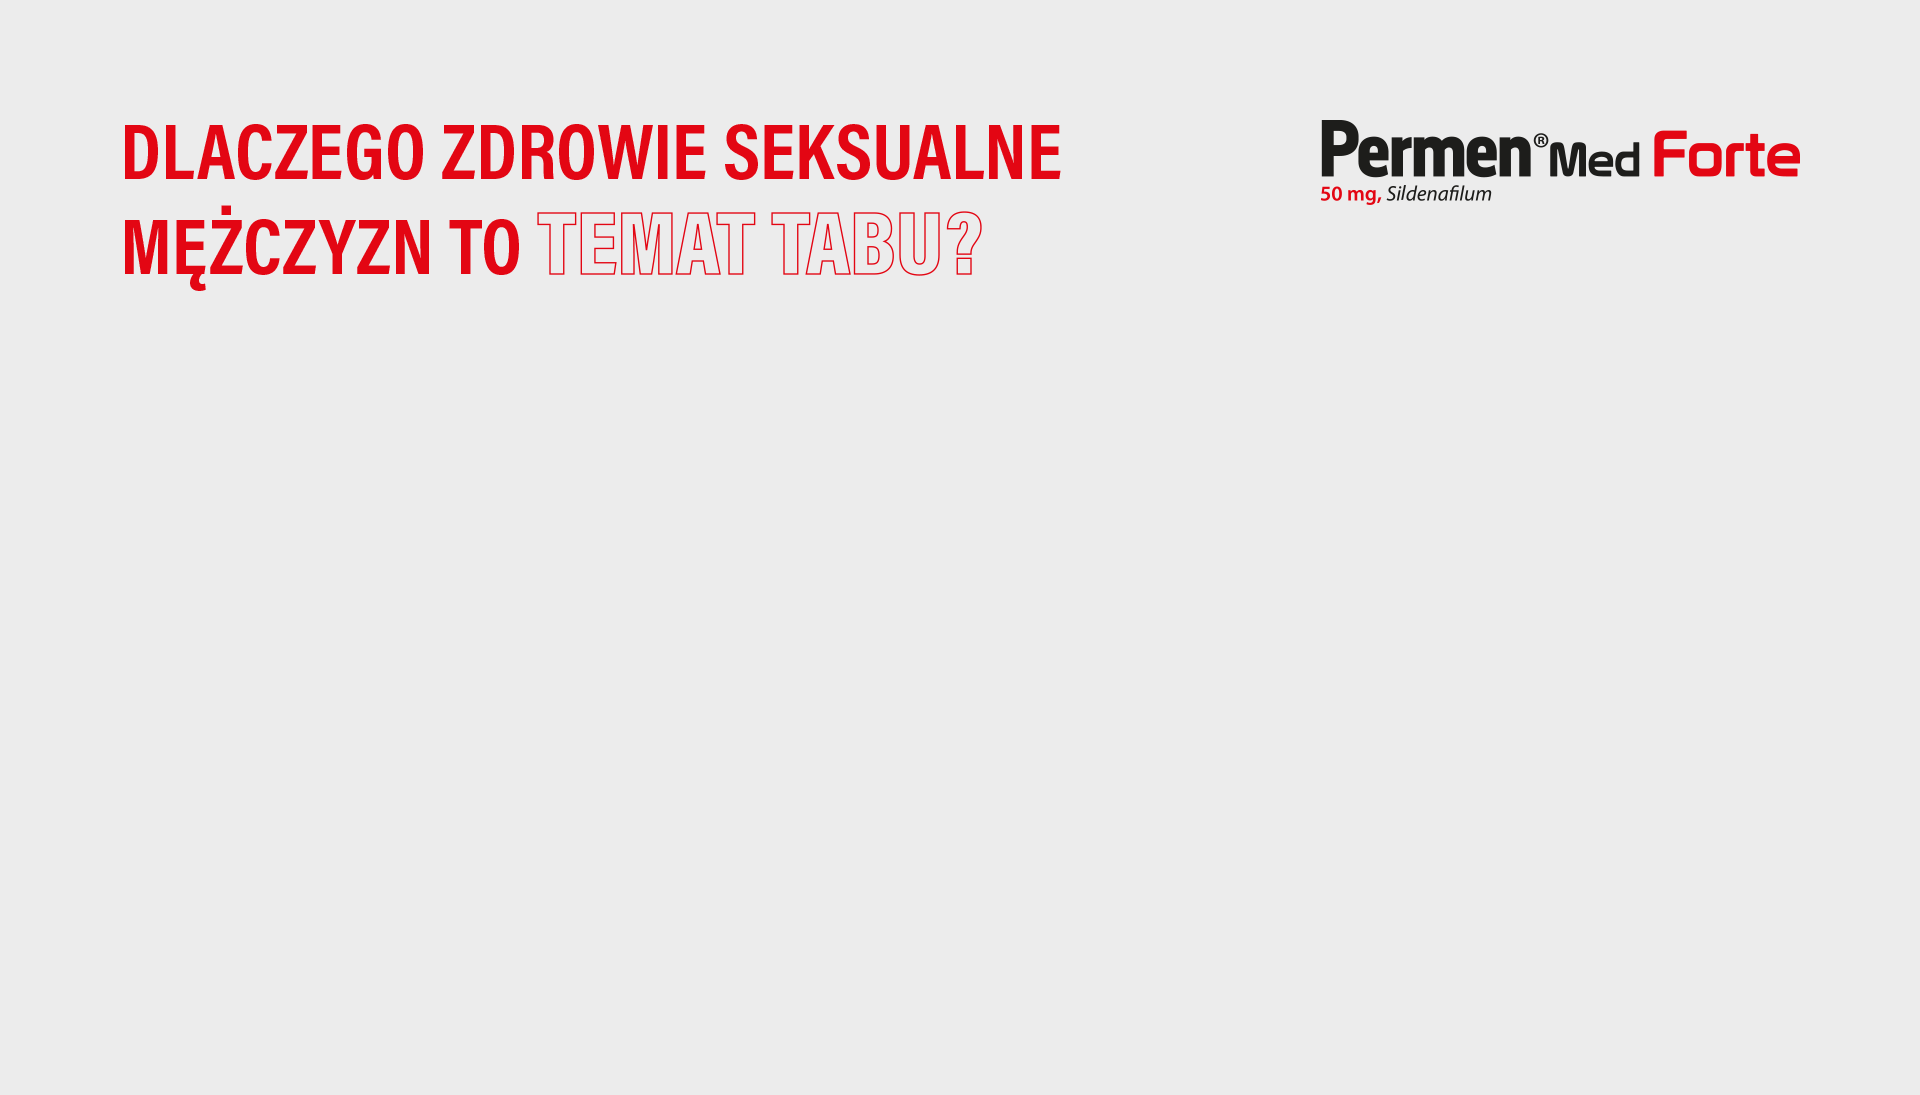 DLACZEGO ZDROWIE SEKSUALNE
MĘŻCZYZN TO TEMAT TABU?
Permen® Med Forte
50 mg, Sildenafilum